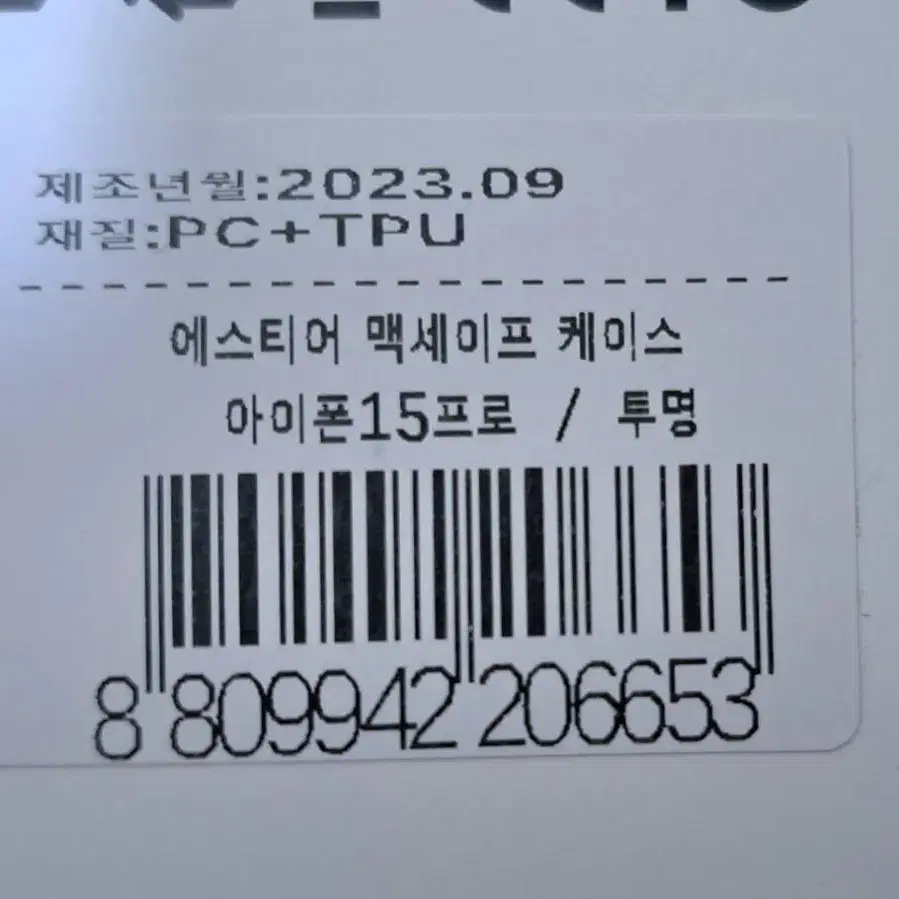 제조년월:2023.09
재질:PC+TPU
에스티어 맥세이프 케이스
아이폰15프로 / 투명
8 809942 206653